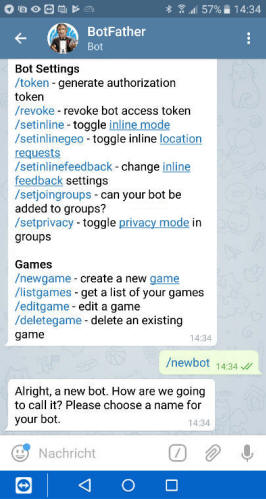 57% 14:34
BotFather
Bot
Bot Settings
/token - generate authorization
token
/revoke - revoke bot access token
/setinline - toggle inline mode
/setinlinegeo - toggle inline location
requests
/setinlinefeedback - change inline
feedback settings
/setjoingroups - can your bot be
added to groups?
/setprivacy - toggle privacy mode in
groups
Games
/newgame - create a new game
/listgames - get a list of your games
/editgame - edit a game
/deletegame - delete an existing
game
14:34
/newbot 14:34
Alright, a new bot. How are we going
to call it? Please choose a name for
your bot.
14:34
Nachricht